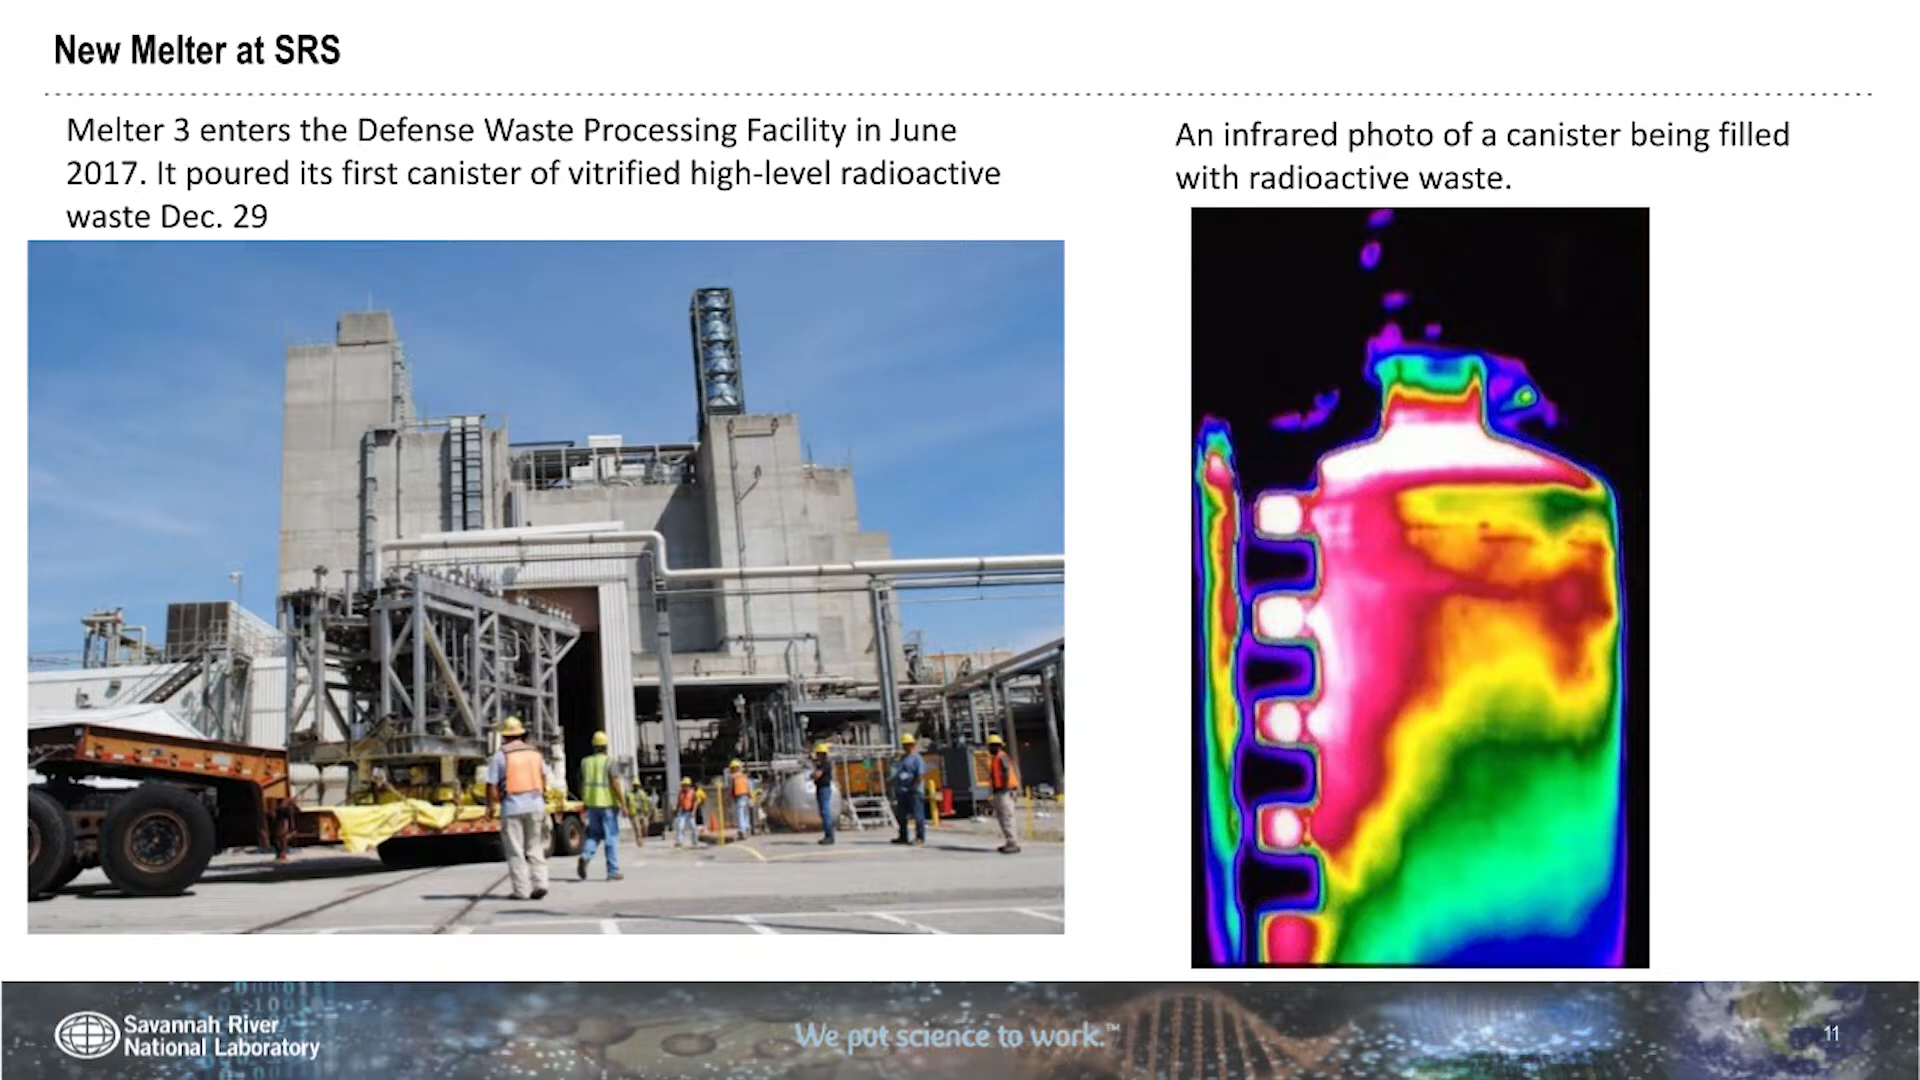 New Melter at SRS
Melter 3 enters the Defense Waste Processing Facility in June
2017. It poured its first canister of vitrified high-level radioactive
waste Dec. 29
An infrared photo of a canister being filled
with radioactive waste.
Savannah River
National Laboratory
We put science to work.™
11